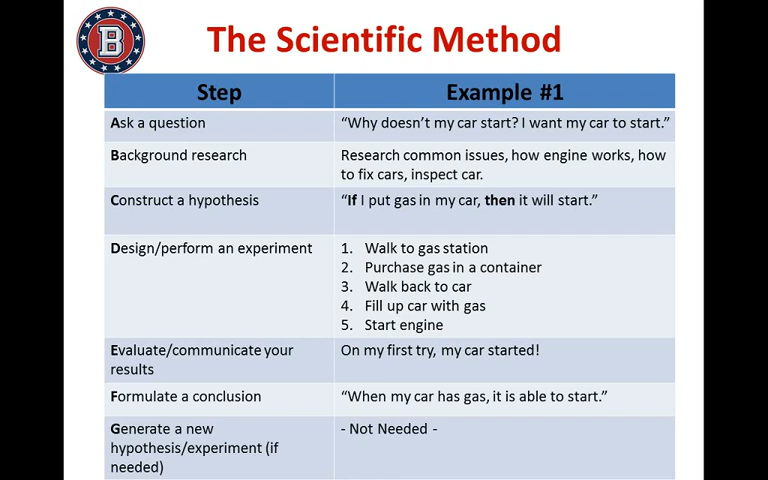 B
The Scientific Method
Step
Example #1
Ask a question
“Why doesn’t my car start? I want my car to start.”
Background research
Research common issues, how engine works, how
to fix cars, inspect car.
Construct a hypothesis
“If I put gas in my car, then it will start.”
Design/perform an experiment
1. Walk to gas station
2. Purchase gas in a container
3. Walk back to car
4. Fill up car with gas
5. Start engine
Evaluate/communicate your
results
On my first try, my car started!
Formulate a conclusion
“When my car has gas, it is able to start.”
Generate a new
hypothesis/experiment (if
needed)
- Not Needed -